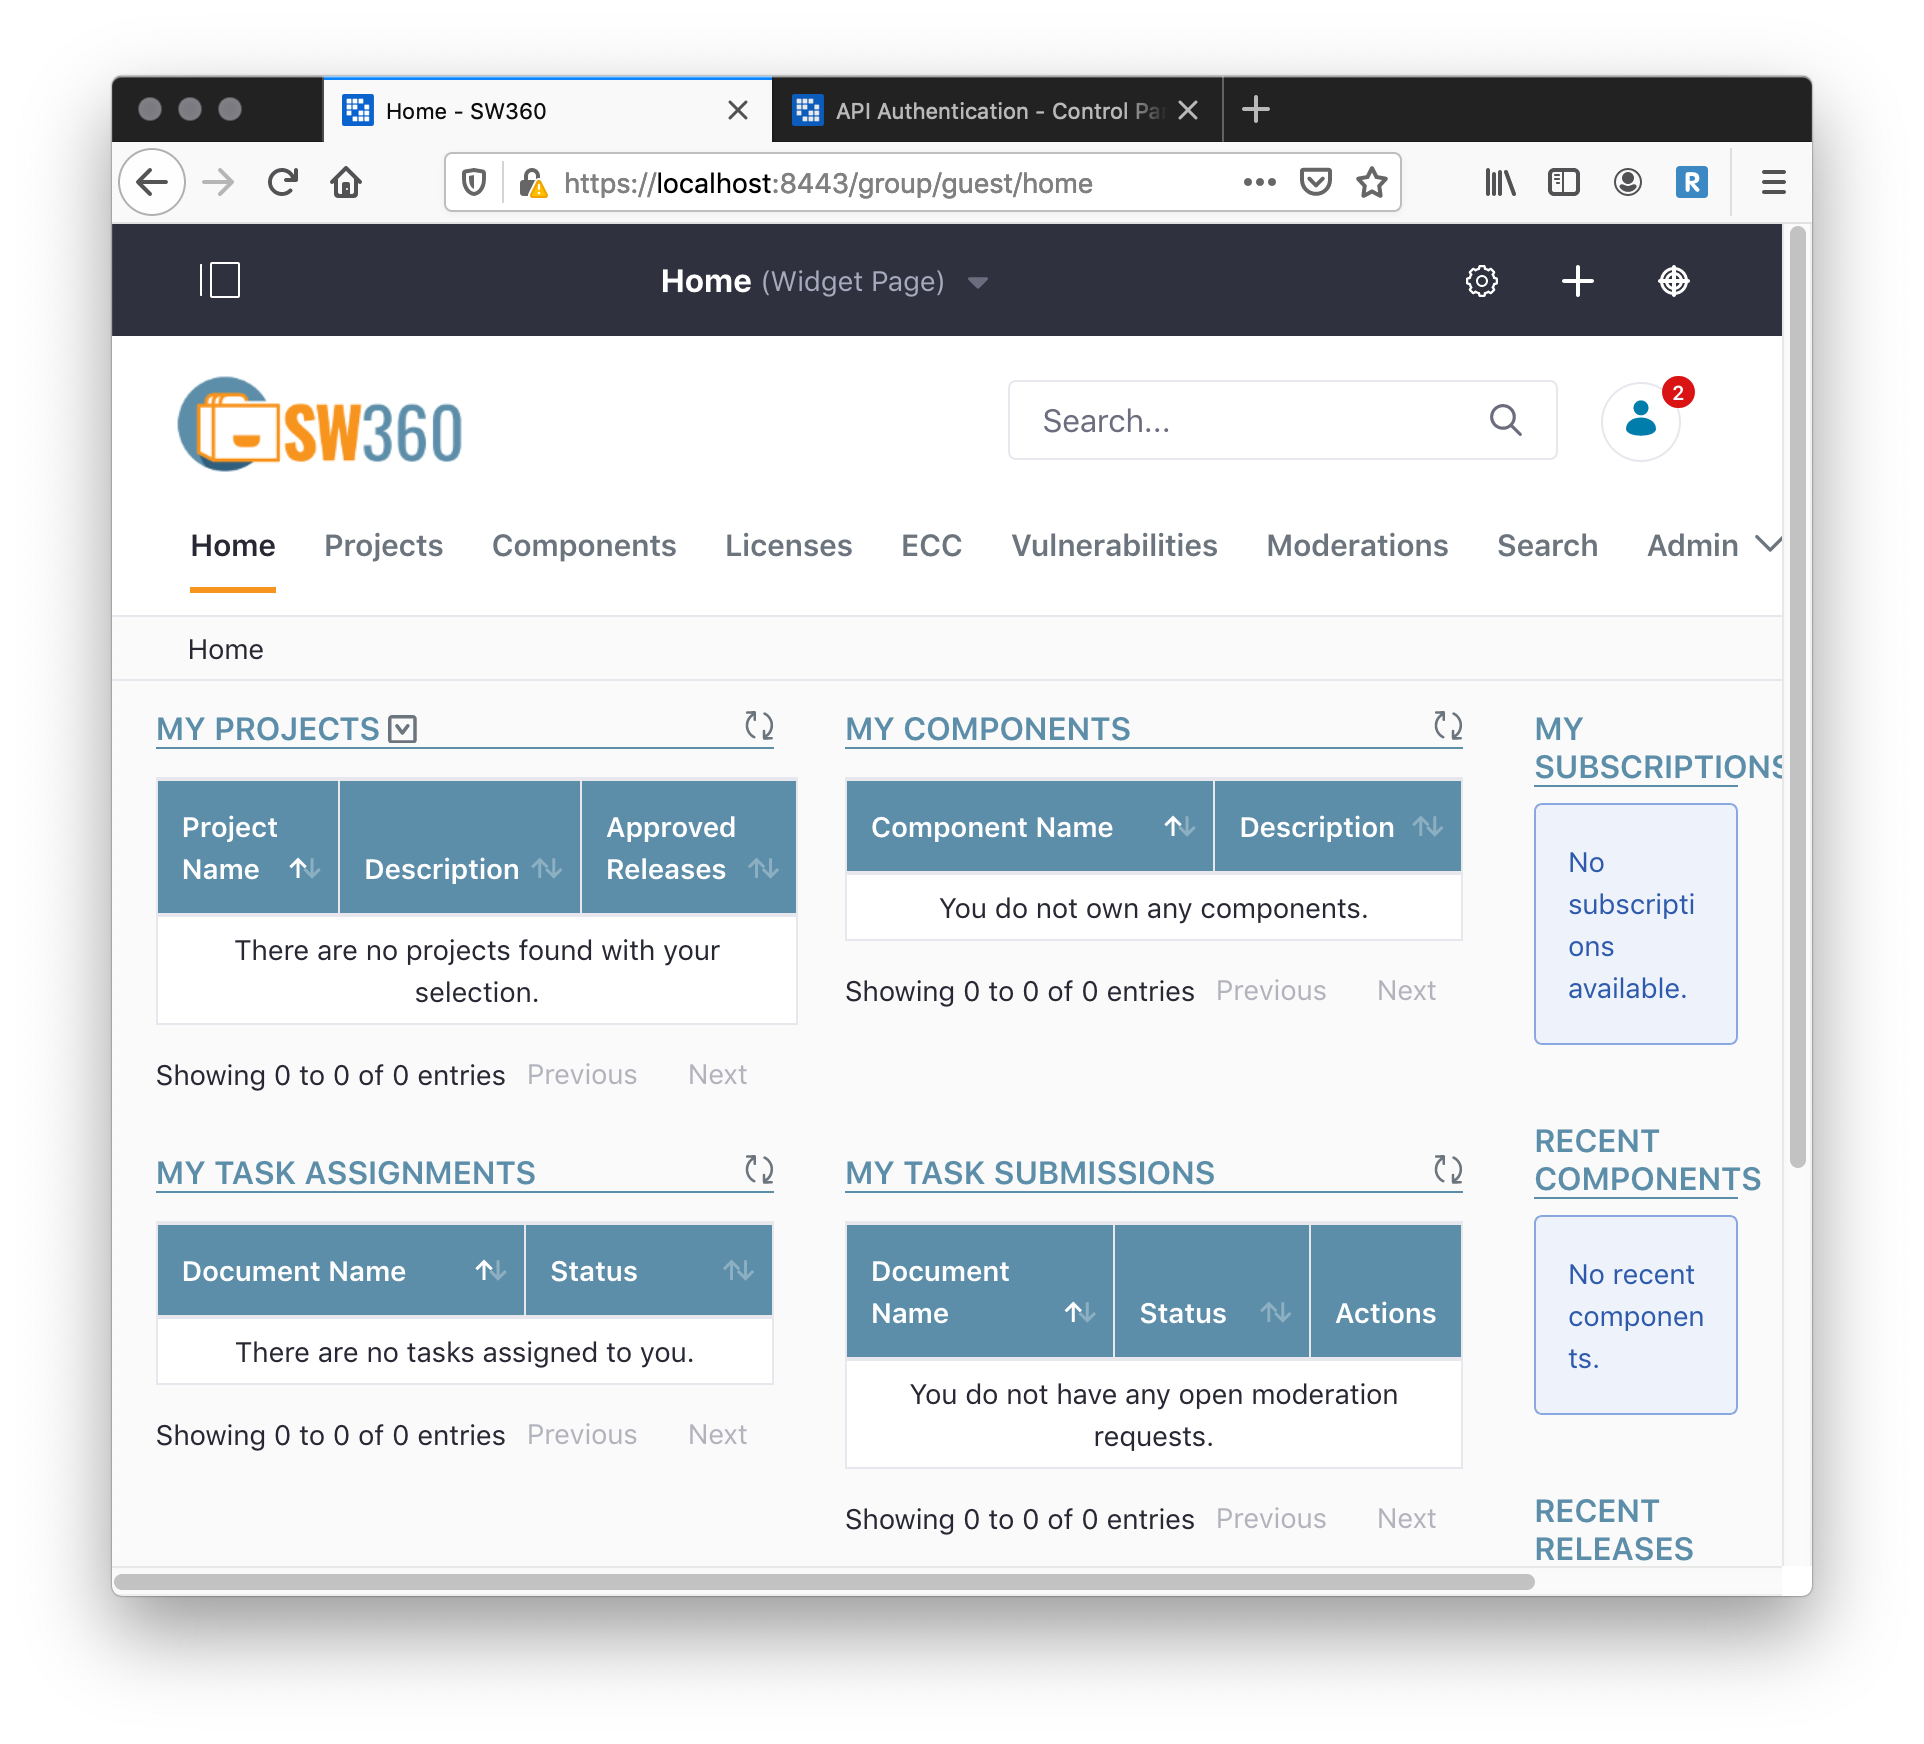 Home - SW360
API Authentication - Control Pa
https://localhost:8443/group/guest/home
R
Home (Widget Page)
SW360
Search...
2
Home Projects Components Licenses ECC Vulnerabilities Moderations Search Admin
Home
MY PROJECTS
Project Name Description Approved Releases
There are no projects found with your
selection.
Showing 0 to 0 of 0 entries Previous Next
MY COMPONENTS
Component Name Description
You do not own any components.
Showing 0 to 0 of 0 entries Previous Next
MY
SUBSCRIPTIONS
No
subscripti
ons
available.
MY TASK ASSIGNMENTS
Document Name Status
There are no tasks assigned to you.
Showing 0 to 0 of 0 entries Previous Next
MY TASK SUBMISSIONS
Document Name Status Actions
You do not have any open moderation
requests.
Showing 0 to 0 of 0 entries Previous Next
RECENT
COMPONENTS
No recent
componen
ts.
RECENT
RELEASES